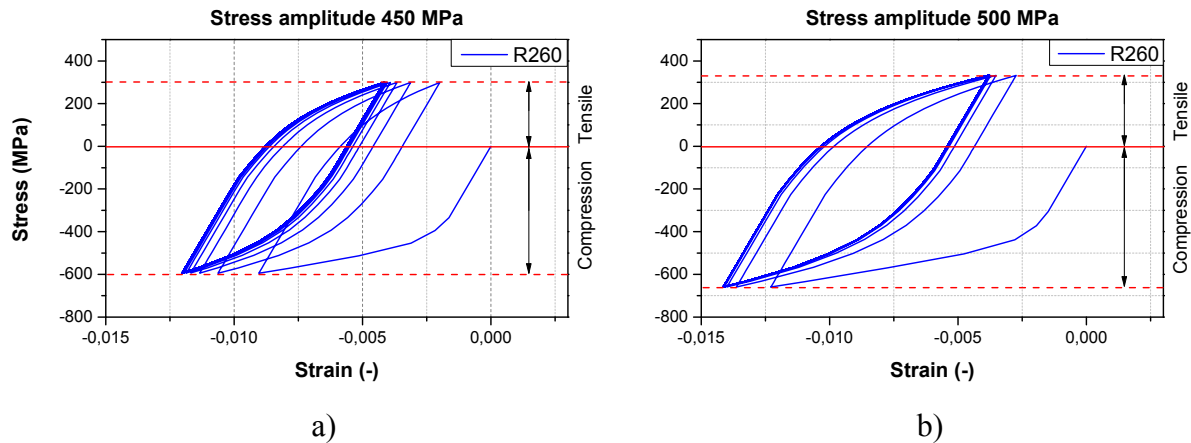 Stress amplitude 450 MPa
R260
400
200
0
-200
-400
-600
-800
Stress (MPa)
Tensile
Compression
-0,015
-0,010
-0,005
0,000
Strain (-)
a)
Stress amplitude 500 MPa
R260
400
200
0
-200
-400
-600
-800
Tensile
Compression
-0,015
-0,010
-0,005
0,000
Strain (-)
b)